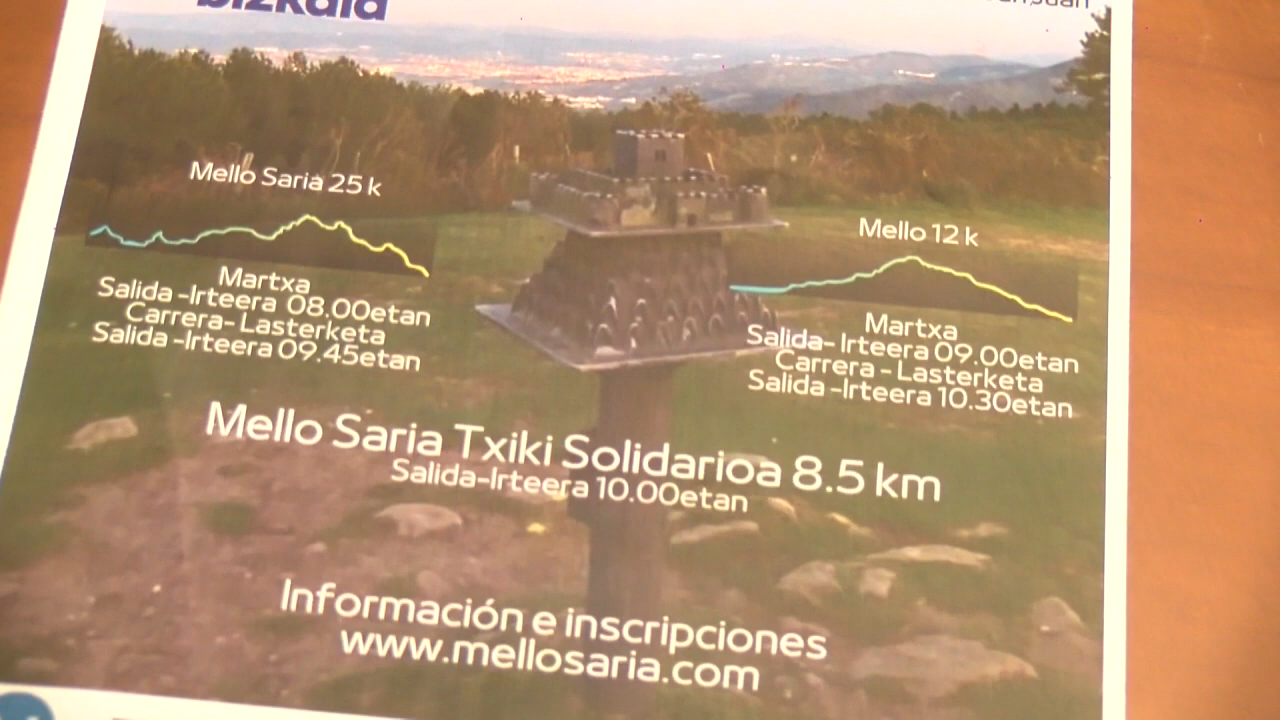 bizkaia
Mello Saria 25 k
Martxa
Salida -Irteera 08.00etan
Carrera- Lasterketa
Salida -Irteera 09.45etan
Mello 12 k
Martxa
Salida- Irteera 09.00etan
Carrera - Lasterketa
Salida -Irteera 10.30etan
Mello Saria Txiki Solidarioa 8.5 km
Salida-Irteera 10.00etan
Información e inscripciones
www.mellosaria.com